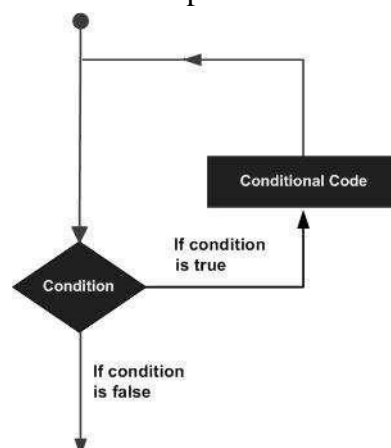 Conditional Code
If condition
is true
Condition
If condition
is false